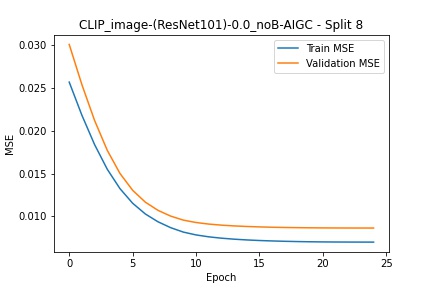 CLIP_image-(ResNet101)-0.0_noB-AIGC - Split 8
Train MSE
Validation MSE
MSE
0.030
0.025
0.020
0.015
0.010
0 5 10 15 20 25
Epoch